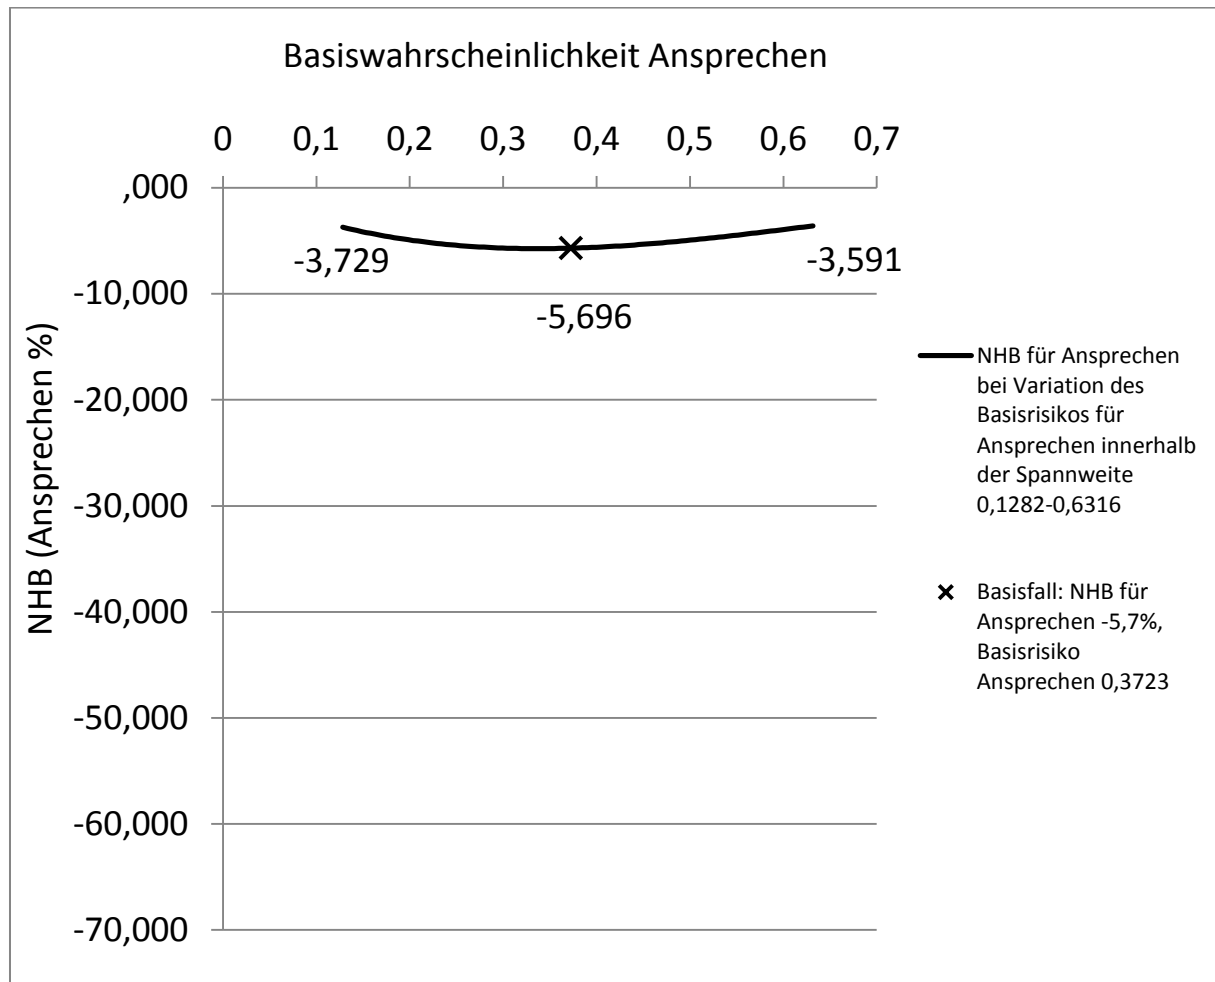 Basiswahrscheinlichkeit Ansprechen
0 0,1 0,2 0,3 0,4 0,5 0,6 0,7
,000
-10,000
-20,000
-30,000
-40,000
-50,000
-60,000
-70,000
NHB (Ansprechen %)
-3,729
-5,696
-3,591
NHB für Ansprechen
bei Variation des
Basisrisikos für
Ansprechen innerhalb
der Spannweite
0,1282-0,6316
Basisfall: NHB für
Ansprechen -5,7%,
Basisrisiko
Ansprechen 0,3723